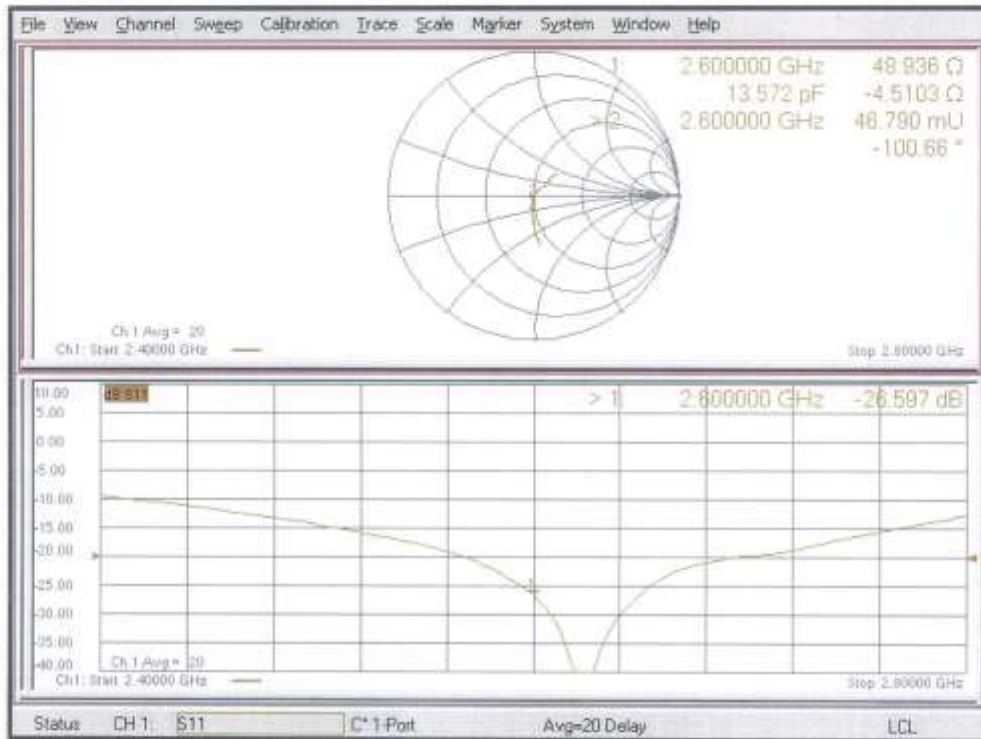 File View Channel Sweep Calibration Trace Scale Marker System Window Help
1 2.600000 GHz 48.936 Ω
13.572 pF -4.5103 Ω
> 2 2.600000 GHz 46.790 mU
-100.66 °
Ch 1 Avg = 20
Ch1: Start 2.40000 GHz
Stop 2.80000 GHz
10.00
dB S11
> 1 2.600000 GHz -26.597 dB
5.00
0.00
-5.00
-10.00
-15.00
-20.00
-25.00
1
-30.00
-35.00
-40.00
Ch 1 Avg = 20
Ch1: Start 2.40000 GHz
Stop 2.80000 GHz
Status CH 1: S11 C* 1-Port Avg=20 Delay LCL